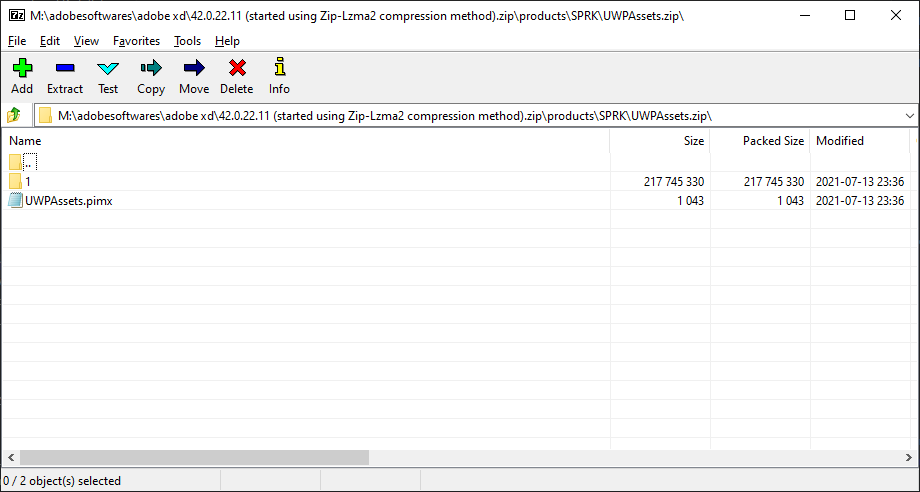 M:\adobesoftwares\adobe xd\42.0.22.11 (started using Zip-Lzma2 compression method).zip\products\SPRK\UWPAssets.zip\
File Edit View Favorites Tools Help
Add Extract Test Copy Move Delete Info
M:\adobesoftwares\adobe xd\42.0.22.11 (started using Zip-Lzma2 compression method).zip\products\SPRK\UWPAssets.zip\
Name Size Packed Size Modified
..
1 217 745 330 217 745 330 2021-07-13 23:36
UWPAssets.pimx 1 043 1 043 2021-07-13 23:36
0 / 2 object(s) selected